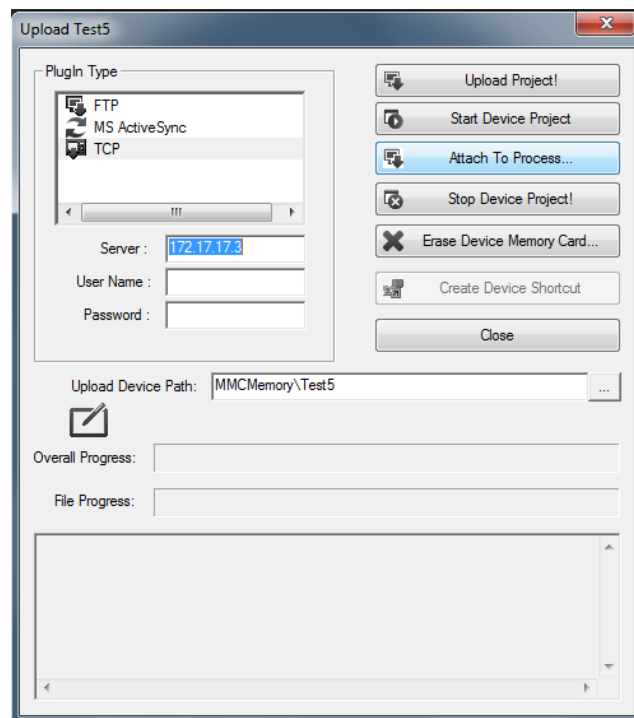 Upload Test5
PlugIn Type
FTP
MS ActiveSync
TCP
Server :
172.17.17.3
User Name :
Password :
Upload Project!
Start Device Project
Attach To Process...
Stop Device Project!
Erase Device Memory Card...
Create Device Shortcut
Close
Upload Device Path:
MMCMemory\Test5
...
Overall Progress:
File Progress: